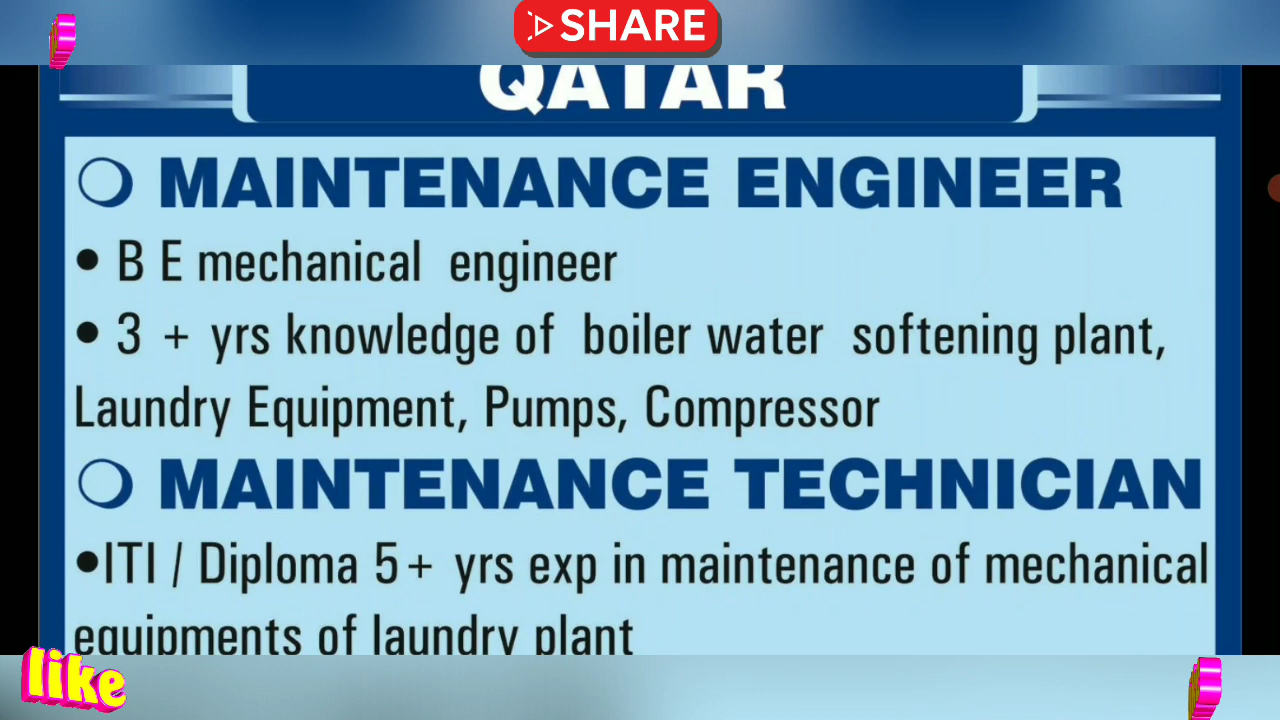 SHARE
QATAR
❍ MAINTENANCE ENGINEER
• B E mechanical engineer
• 3 + yrs knowledge of boiler water softening plant,
Laundry Equipment, Pumps, Compressor
❍ MAINTENANCE TECHNICIAN
•ITI / Diploma 5+ yrs exp in maintenance of mechanical
equipments of laundry plant
like